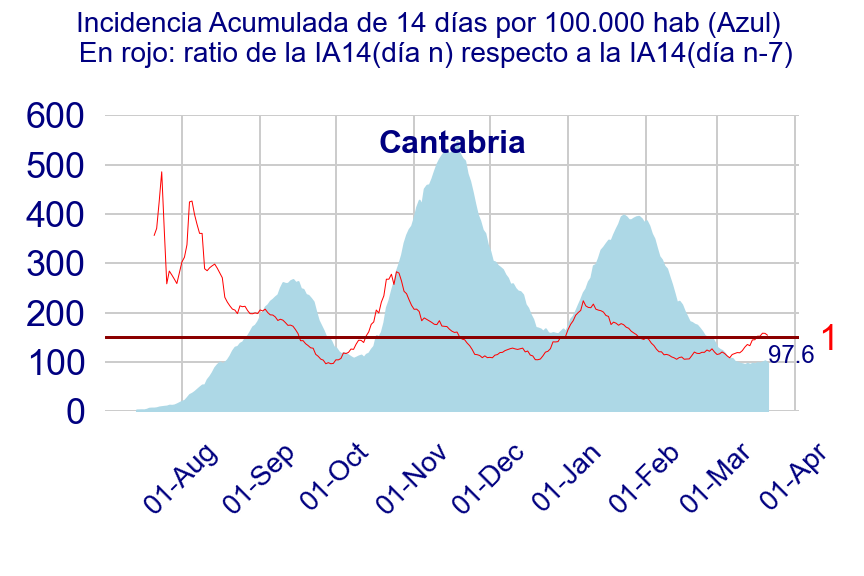 Incidencia Acumulada de 14 días por 100.000 hab (Azul)
En rojo: ratio de la IA14(día n) respecto a la IA14(día n-7)
Cantabria
600
500
400
300
200
100
0
1
97.6
01-Aug
01-Sep
01-Oct
01-Nov
01-Dec
01-Jan
01-Feb
01-Mar
01-Apr